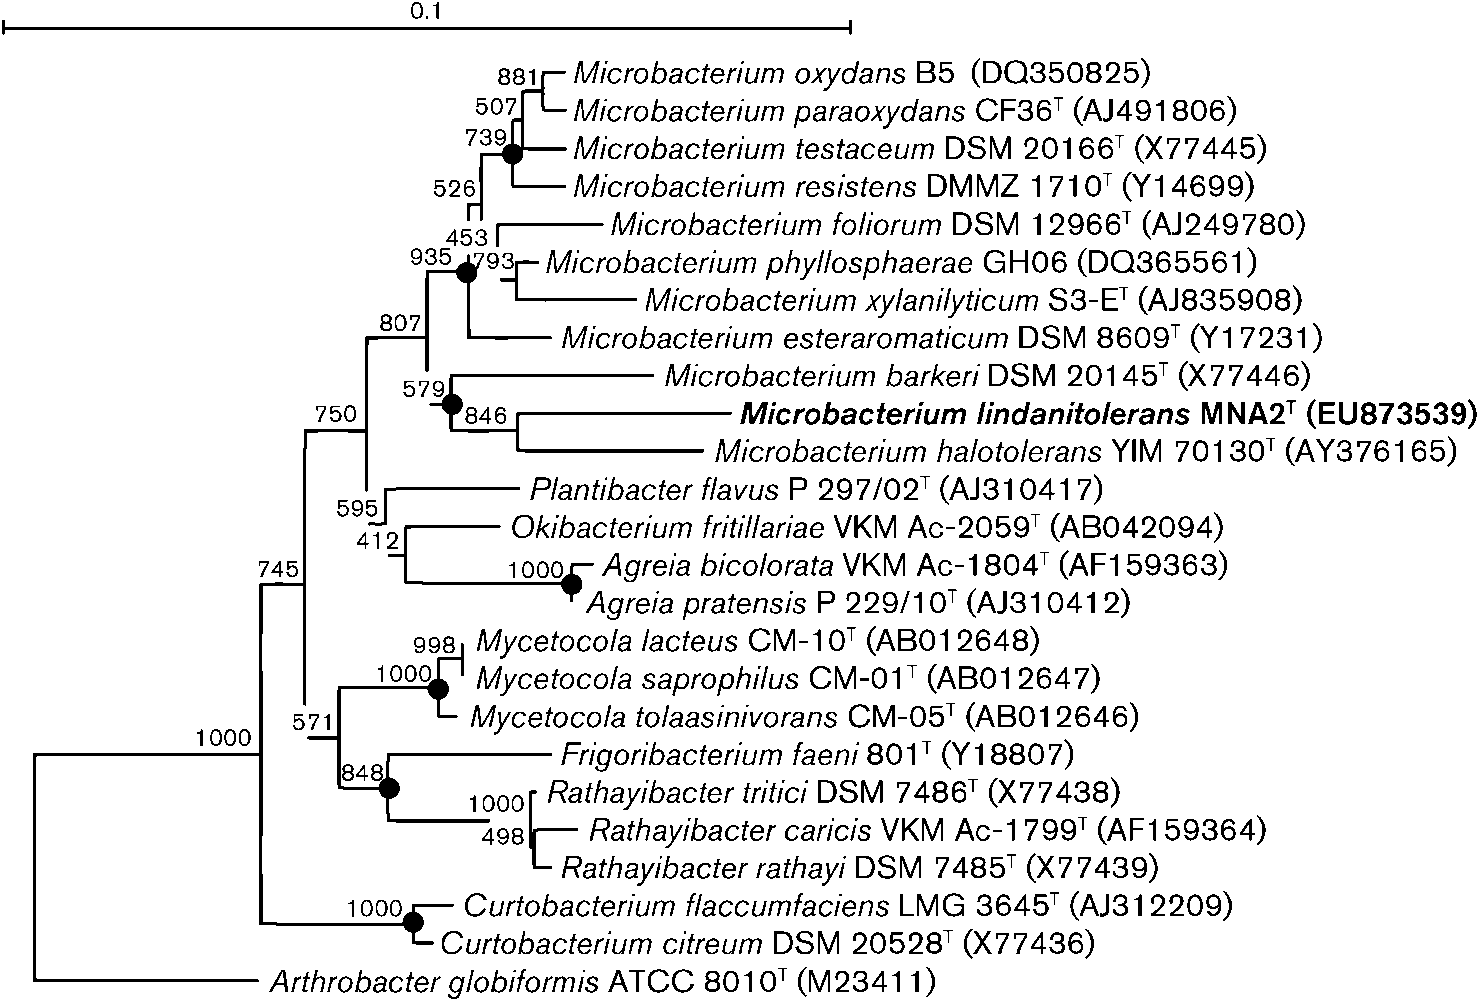 0.1
881 Microbacterium oxydans B5 (DQ350825)
507 Microbacterium paraoxydans CF36ᵀ (AJ491806)
739 Microbacterium testaceum DSM 20166ᵀ (X77445)
526 Microbacterium resistens DMMZ 1710ᵀ (Y14699)
453 Microbacterium foliorum DSM 12966ᵀ (AJ249780)
935 793 Microbacterium phyllosphaerae GH06 (DQ365561)
Microbacterium xylanilyticum S3-Eᵀ (AJ835908)
807 Microbacterium esteraromaticum DSM 8609ᵀ (Y17231)
579 Microbacterium barkeri DSM 20145ᵀ (X77446)
750 846 Microbacterium lindanitolerans MNA2ᵀ (EU873539)
Microbacterium halotolerans YIM 70130ᵀ (AY376165)
595 Plantibacter flavus P 297/02ᵀ (AJ310417)
412 Okibacterium fritillariae VKM Ac-2059ᵀ (AB042094)
745 1000 Agreia bicolorata VKM Ac-1804ᵀ (AF159363)
Agreia pratensis P 229/10ᵀ (AJ310412)
998 Mycetocola lacteus CM-10ᵀ (AB012648)
1000 Mycetocola saprophilus CM-01ᵀ (AB012647)
571 Mycetocola tolaasinivorans CM-05ᵀ (AB012646)
1000 Frigoribacterium faeni 801ᵀ (Y18807)
848 1000 Rathayibacter tritici DSM 7486ᵀ (X77438)
498 Rathayibacter caricis VKM Ac-1799ᵀ (AF159364)
Rathayibacter rathayi DSM 7485ᵀ (X77439)
1000 Curtobacterium flaccumfaciens LMG 3645ᵀ (AJ312209)
Curtobacterium citreum DSM 20528ᵀ (X77436)
Arthrobacter globiformis ATCC 8010ᵀ (M23411)